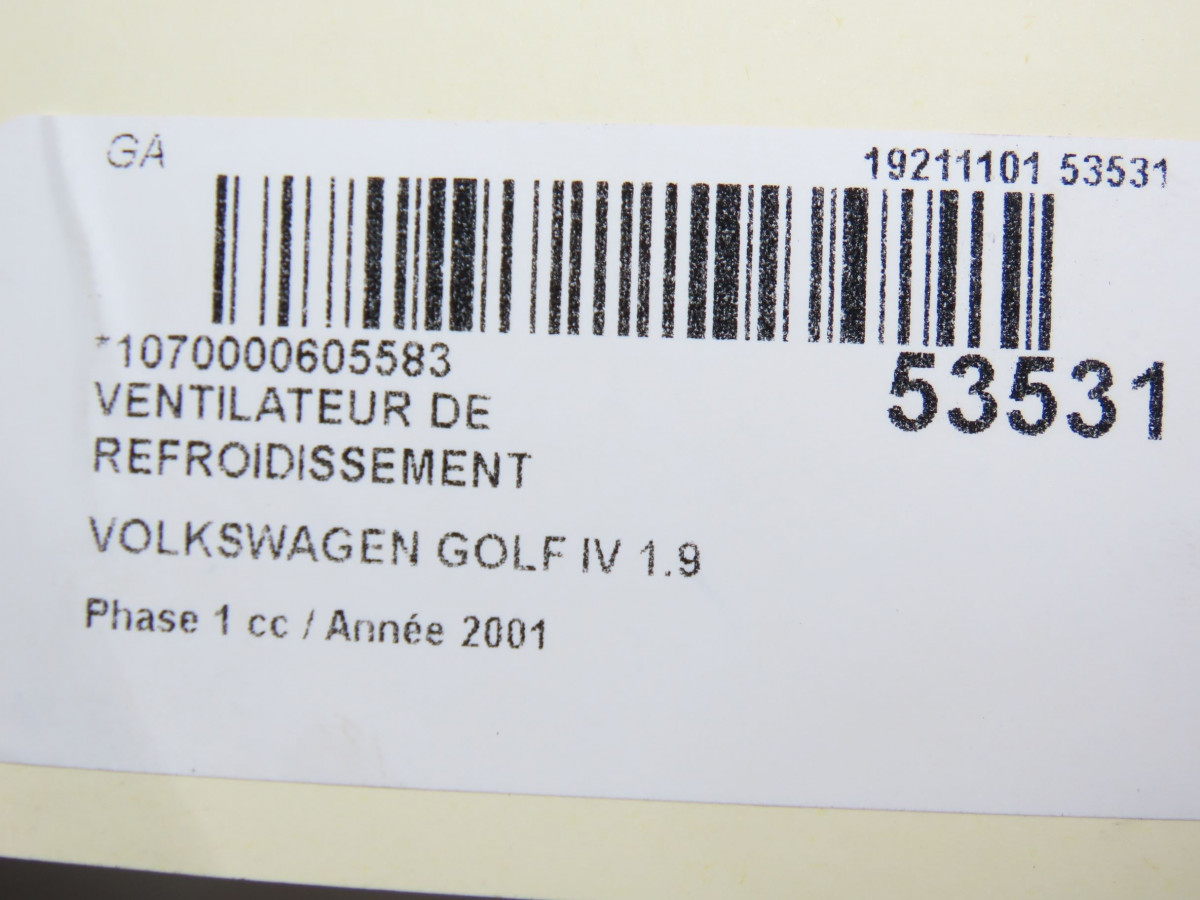 GA
19211101 53531
*1070000605583
53531
VENTILATEUR DE
REFROIDISSEMENT
VOLKSWAGEN GOLF IV 1.9
Phase 1 cc / Année 2001